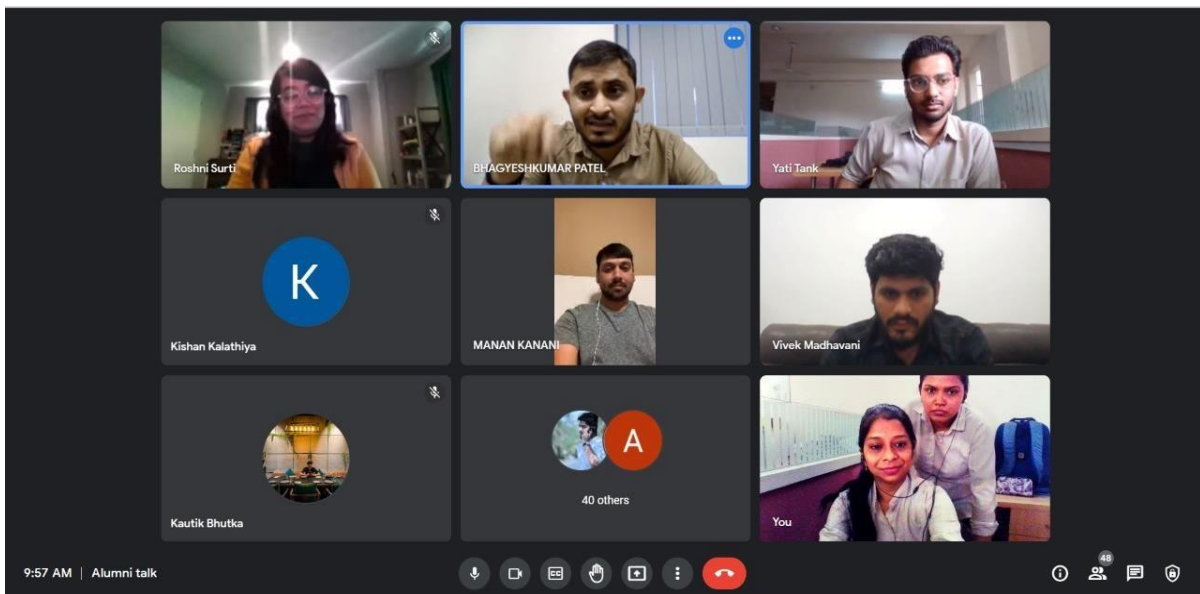 Roshni Surti
BHAGYESHKUMAR PATEL
Yati Tank
K
Kishan Kalathiya
MANAN KANANI
Vivek Madhavani
Kautik Bhutka
A
40 others
You
9:57 AM | Alumni talk
CC
48